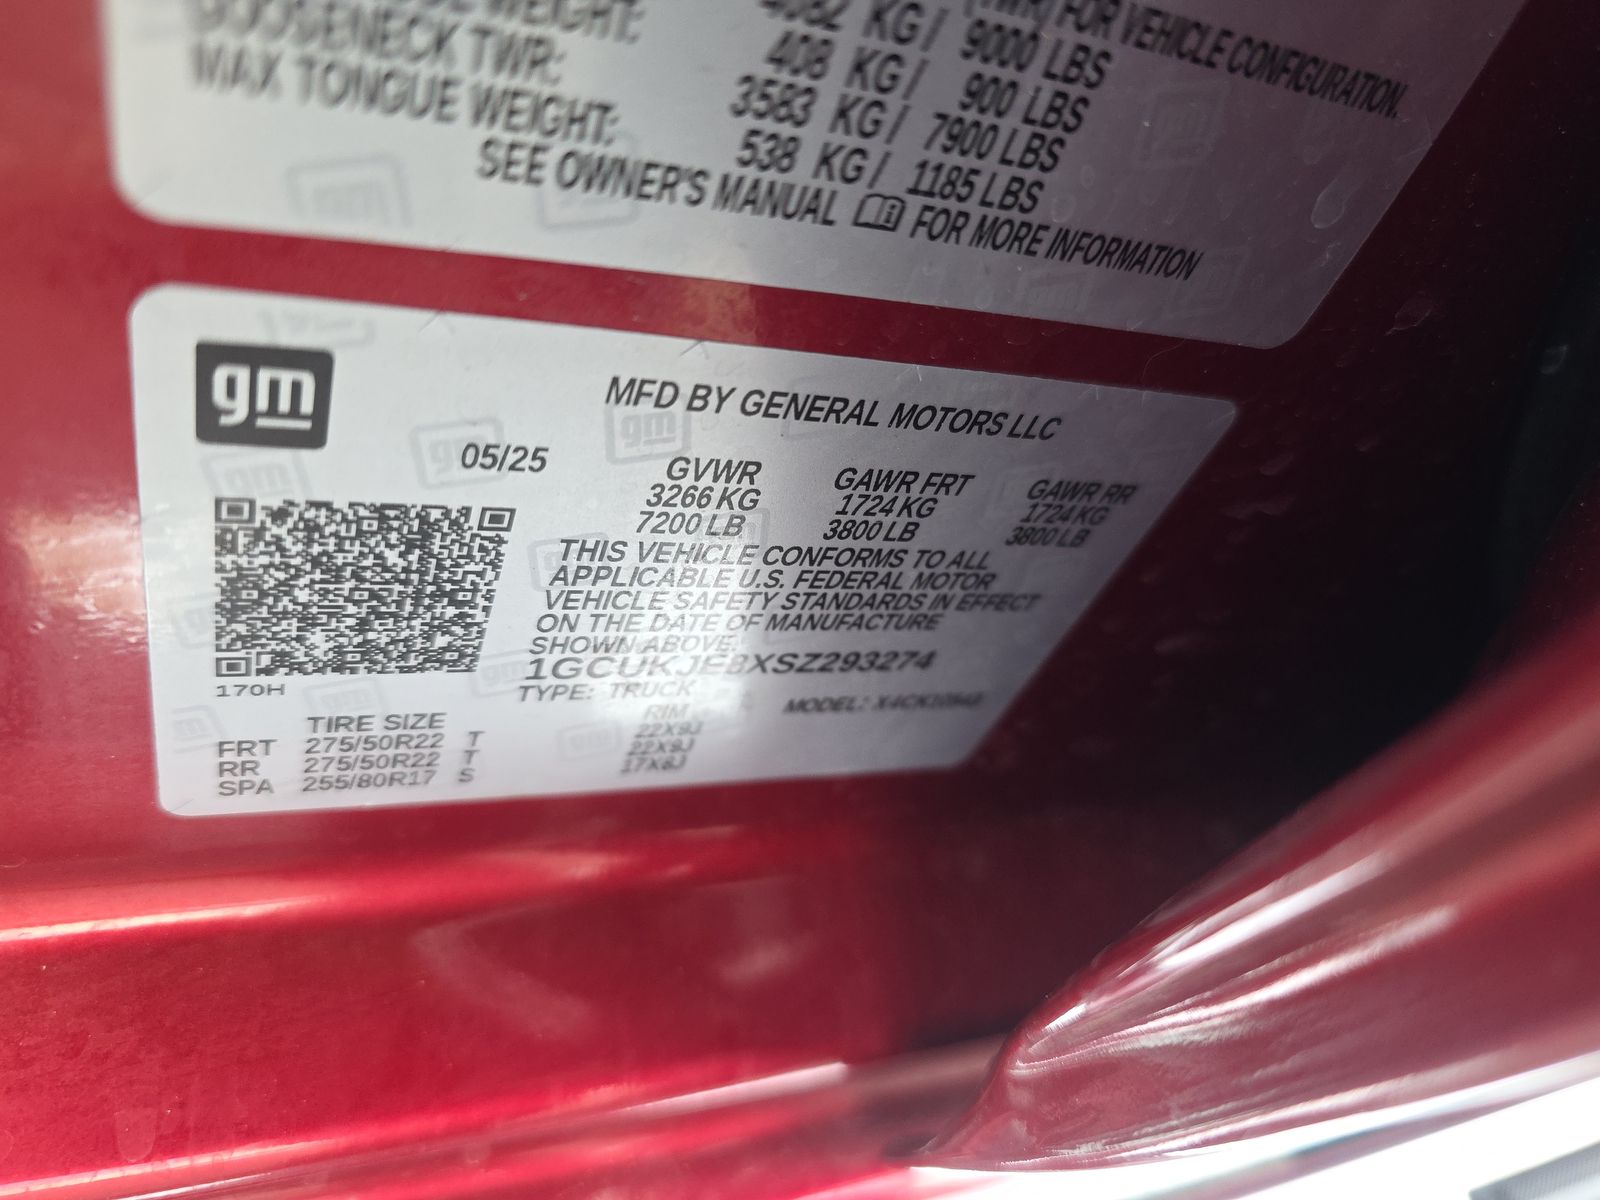 (TWR) FOR VEHICLE CONFIGURATION.
KG / 9000 LBS
WEIGHT: 408 KG / 900 LBS
GOOSENECK TWR: 3583 KG / 7900 LBS
MAX TONGUE WEIGHT: 538 KG / 1185 LBS
SEE OWNER'S MANUAL FOR MORE INFORMATION
gm
MFD BY GENERAL MOTORS LLC
05/25 GVWR GAWR FRT GAWR RR
3266 KG 1724 KG 1724 KG
7200 LB 3800 LB 3800 LB
THIS VEHICLE CONFORMS TO ALL
APPLICABLE U.S. FEDERAL MOTOR
VEHICLE SAFETY STANDARDS IN EFFECT
ON THE DATE OF MANUFACTURE
SHOWN ABOVE.
1GCUKJE8XSZ293274
170H
TYPE: TRUCK MODEL:
TIRE SIZE RIM
FRT 275/50R22 T 22X9J
RR 275/50R22 T 22X9J
SPA 255/80R17 S 17X8J